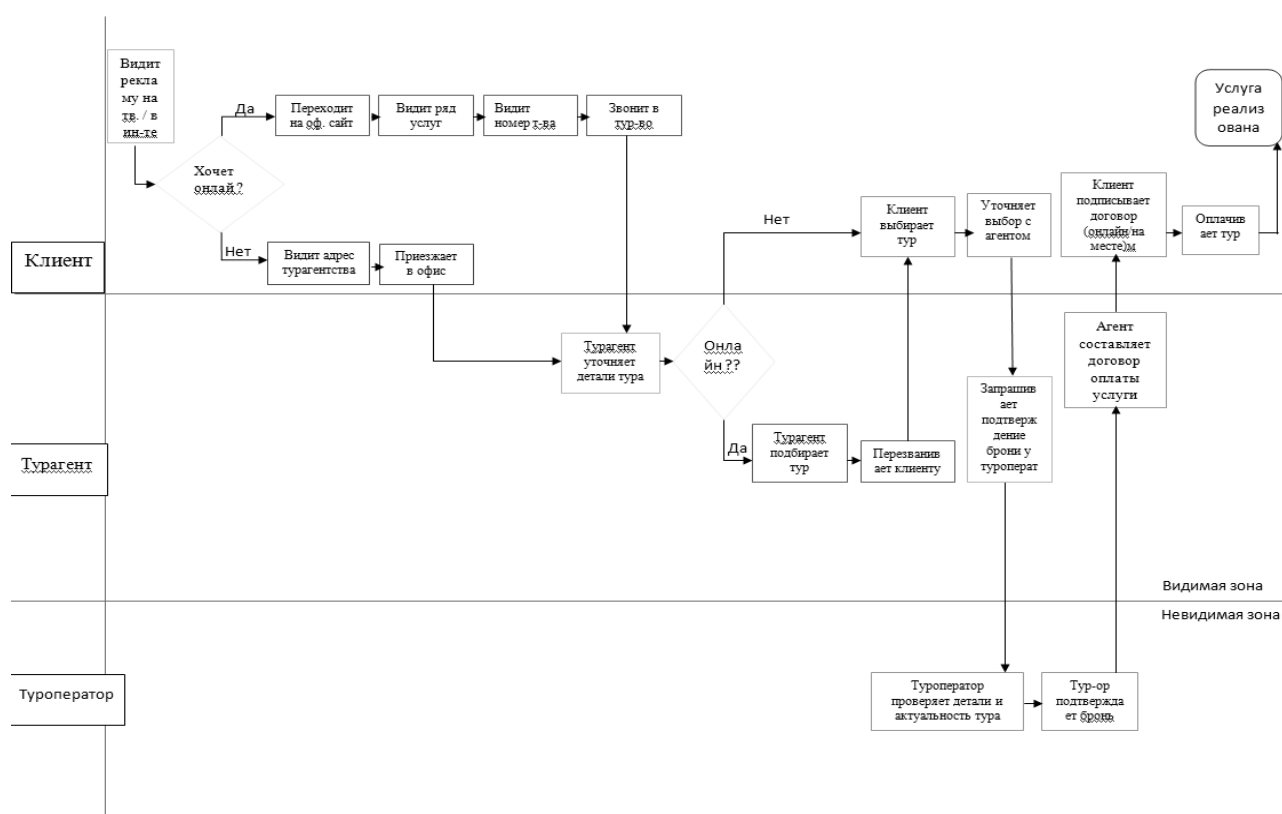 Видит
рекла
му на
тв. / в
ин-те
Да
Переходит
на оф. сайт
Видит ряд
услуг
Видит
номер т-ва
Звонит в
тур-во
Хочет
онлай ?
Нет
Видит адрес
турагентства
Приезжает
в офис
Клиент
Нет
Клиент
выбирает
тур
Уточняет
выбор с
агентом
Клиент
подписывает
договор
(онлайн/на
месте)м
Оплачив
ает тур
Услуга
реализ
ована
Турагент
Турагент
уточняет
детали тура
Онла
йн ??
Да
Турагент
подбирает
тур
Перезванив
ает клиенту
Запрашив
ает
подтверж
дение
брони у
туроперат
Агент
составляет
договор
оплаты
услуги
Видимая зона
Невидимая зона
Туроператор
Туроператор
проверяет детали и
актуальность тура
Тур-ор
подтвержда
ет бронь